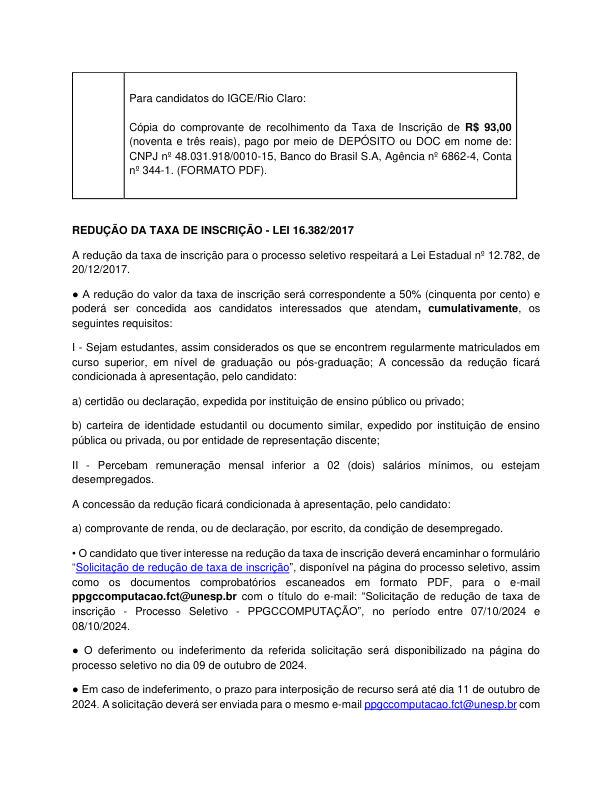 Para candidatos do IGCE/Rio Claro:
Cópia do comprovante de recolhimento da Taxa de Inscrição de R$ 93,00
(noventa e três reais), pago por meio de DEPÓSITO ou DOC em nome de:
CNPJ nº 48.031.918/0010-15, Banco do Brasil S.A, Agência nº 6862-4, Conta
nº 344-1. (FORMATO PDF).
REDUÇÃO DA TAXA DE INSCRIÇÃO - LEI 16.382/2017
A redução da taxa de inscrição para o processo seletivo respeitará a Lei Estadual nº 12.782, de
20/12/2017.
● A redução do valor da taxa de inscrição será correspondente a 50% (cinquenta por cento) e
poderá ser concedida aos candidatos interessados que atendam, cumulativamente, os
seguintes requisitos:
I - Sejam estudantes, assim considerados os que se encontrem regularmente matriculados em
curso superior, em nível de graduação ou pós-graduação; A concessão da redução ficará
condicionada à apresentação, pelo candidato:
a) certidão ou declaração, expedida por instituição de ensino público ou privado;
b) carteira de identidade estudantil ou documento similar, expedido por instituição de ensino
pública ou privada, ou por entidade de representação discente;
II - Percebam remuneração mensal inferior a 02 (dois) salários mínimos, ou estejam
desempregados.
A concessão da redução ficará condicionada à apresentação, pelo candidato:
a) comprovante de renda, ou de declaração, por escrito, da condição de desempregado.
• O candidato que tiver interesse na redução da taxa de inscrição deverá encaminhar o formulário
“Solicitação de redução de taxa de inscrição”, disponível na página do processo seletivo, assim
como os documentos comprobatórios escaneados em formato PDF, para o e-mail
ppgccomputacao.fct@unesp.br com o título do e-mail: “Solicitação de redução de taxa de
inscrição - Processo Seletivo - PPGCCOMPUTAÇÃO”, no período entre 07/10/2024 e
08/10/2024.
● O deferimento ou indeferimento da referida solicitação será disponibilizado na página do
processo seletivo no dia 09 de outubro de 2024.
● Em caso de indeferimento, o prazo para interposição de recurso será até dia 11 de outubro de
2024. A solicitação deverá ser enviada para o mesmo e-mail ppgccomputacao.fct@unesp.br com